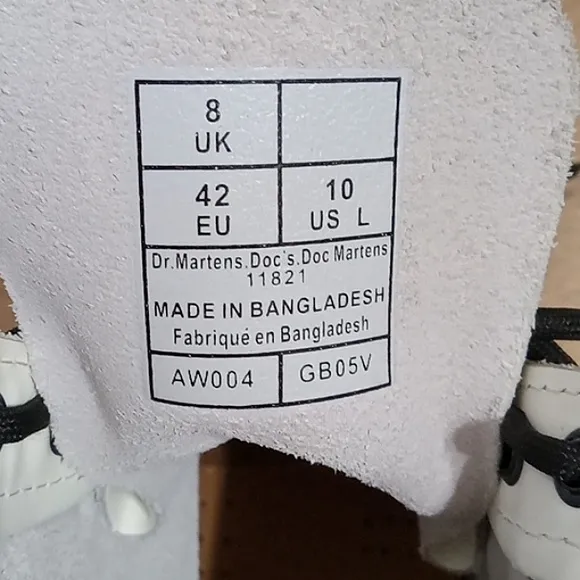 8
UK
42
EU
10
US L
Dr.Martens.Doc's.Doc Martens
11821
MADE IN BANGLADESH
Fabriqué en Bangladesh
AW004
GB05V